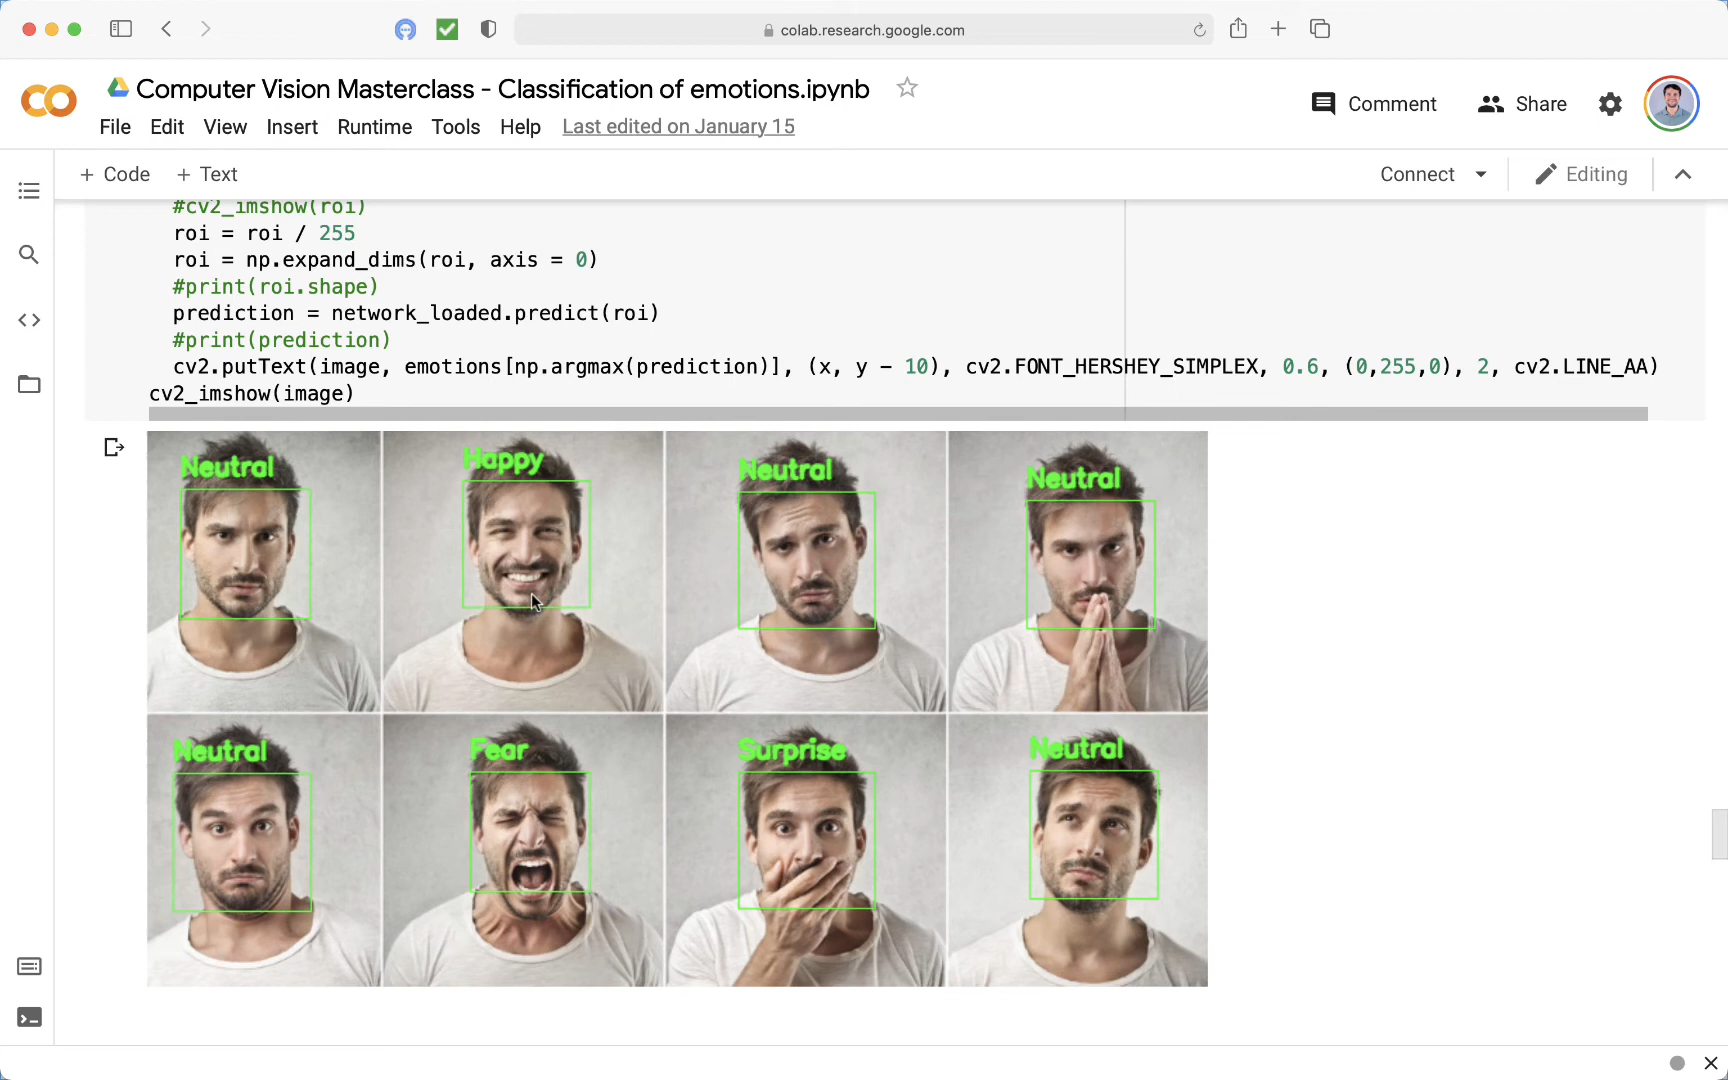 colab.research.google.com
Computer Vision Masterclass - Classification of emotions.ipynb
Comment
Share
File Edit View Insert Runtime Tools Help Last edited on January 15
+ Code + Text
Connect
Editing
#cv2_imshow(roi)
roi = roi / 255
roi = np.expand_dims(roi, axis = 0)
#print(roi.shape)
prediction = network_loaded.predict(roi)
#print(prediction)
cv2.putText(image, emotions[np.argmax(prediction)], (x, y - 10), cv2.FONT_HERSHEY_SIMPLEX, 0.6, (0,255,0), 2, cv2.LINE_AA)
cv2_imshow(image)
Neutral
Happy
Neutral
Neutral
Neutral
Fear
Surprise
Neutral